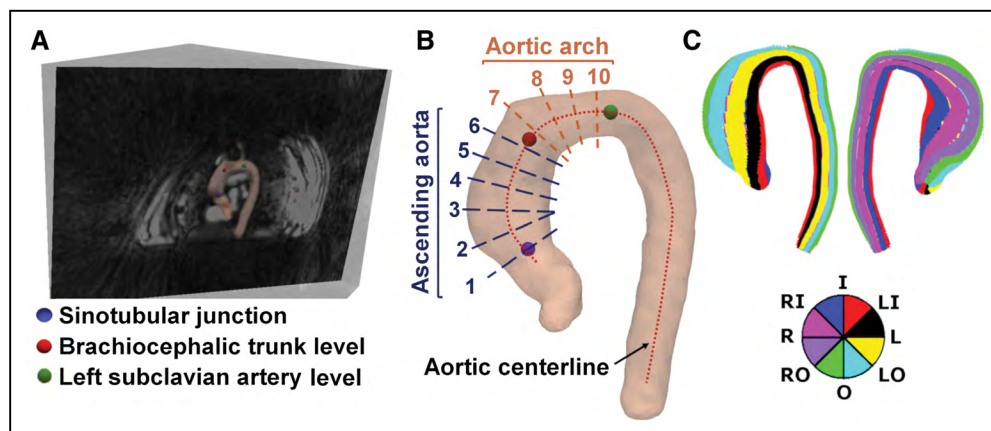 A
Sinotubular junction
Brachiocephalic trunk level
Left subclavian artery level
B
Aortic arch
7 8 9 10
Ascending aorta
6
5
4
3
2
1
Aortic centerline
C
I
RI LI
R L
RO LO
O